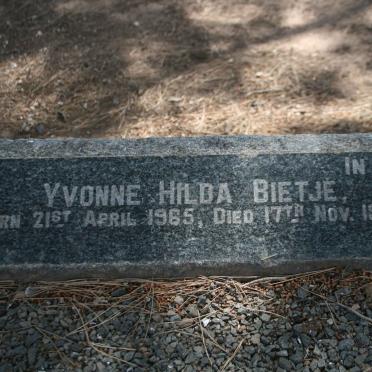 IN
YVONNE HILDA BIETJE,
21ST APRIL 1965, DIED 17TH NOV.